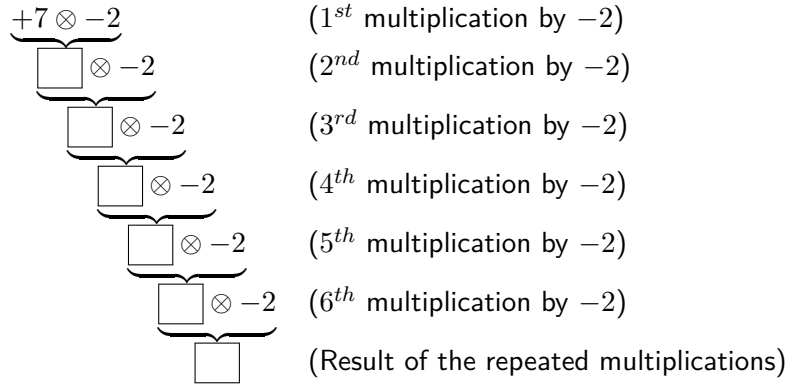 +7 ⊗ −2 (1st multiplication by −2)
⊗ −2 (2nd multiplication by −2)
⊗ −2 (3rd multiplication by −2)
⊗ −2 (4th multiplication by −2)
⊗ −2 (5th multiplication by −2)
⊗ −2 (6th multiplication by −2)
(Result of the repeated multiplications)